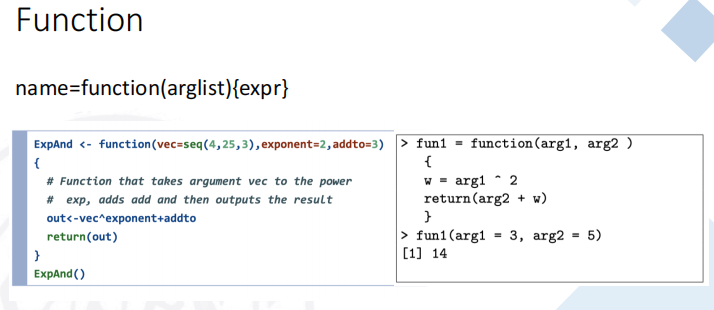 Function
name=function(arglist){expr}
ExpAnd <- function(vec=seq(4,25,3),exponent=2,addto=3)
{
# Function that takes argument vec to the power
# exp, adds add and then outputs the result
out<-vec^exponent+addto
return(out)
}
ExpAnd()
> fun1 = function(arg1, arg2 )
{
w = arg1 ^ 2
return(arg2 + w)
}
> fun1(arg1 = 3, arg2 = 5)
[1] 14